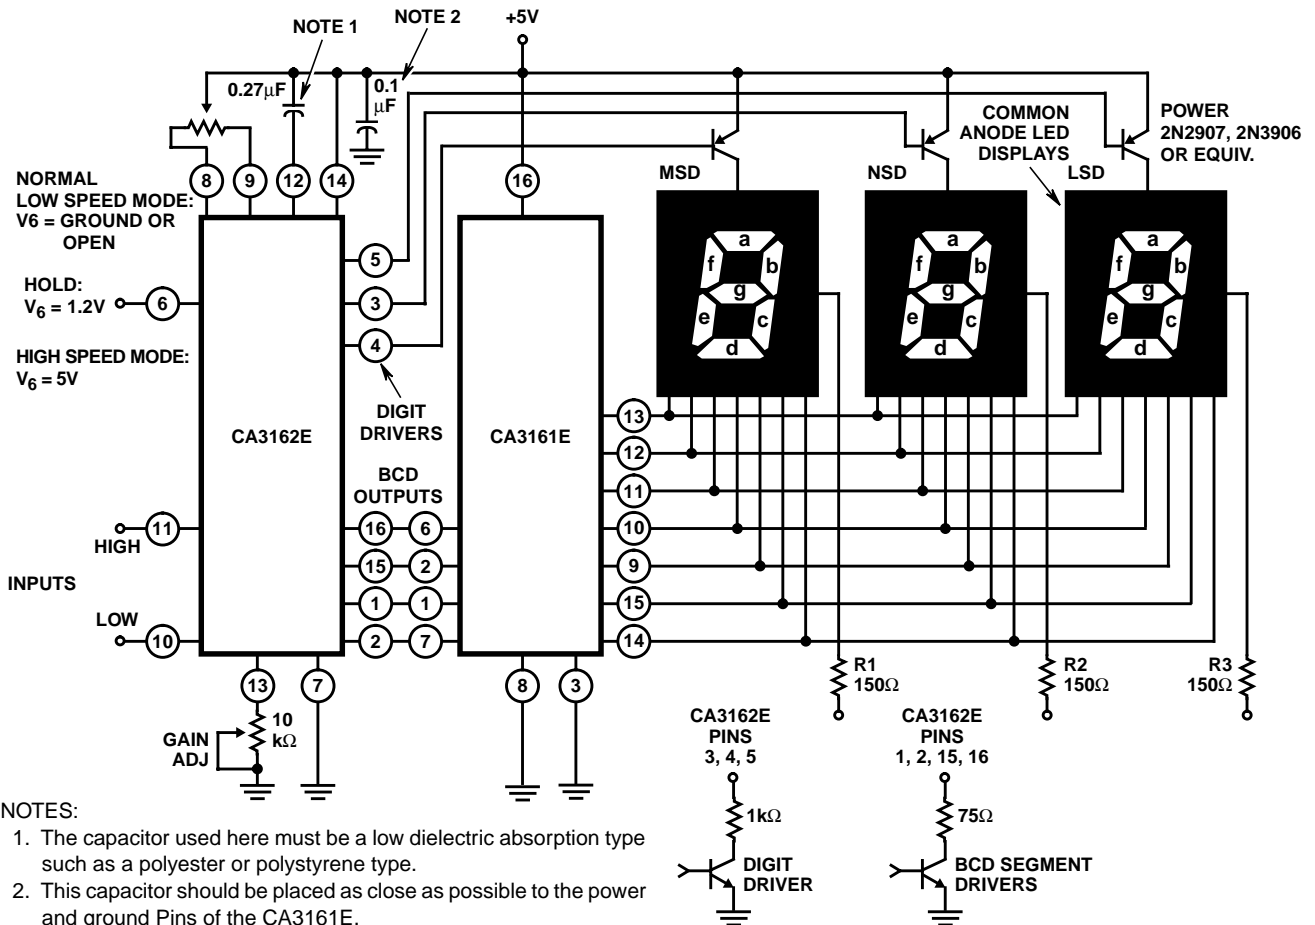 NOTE 1
NOTE 2
+5V
0.27μF
0.1
μF
COMMON
ANODE LED
DISPLAYS
POWER
2N2907, 2N3906
OR EQUIV.
MSD
NSD
LSD
8
9
12
14
16
NORMAL
LOW SPEED MODE:
V6 = GROUND OR
OPEN
HOLD:
V6 = 1.2V
6
HIGH SPEED MODE:
V6 = 5V
5
3
4
DIGIT
DRIVERS
CA3162E
CA3161E
BCD
OUTPUTS
a
f
b
g
e
c
d
a
f
b
g
e
c
d
a
f
b
g
e
c
d
13
12
11
10
9
15
14
11
HIGH
INPUTS
LOW
10
16
6
15
2
1
1
2
7
13
7
8
3
GAIN
ADJ
10
kΩ
R1
150Ω
R2
150Ω
R3
150Ω
CA3162E
PINS
3, 4, 5
1kΩ
DIGIT
DRIVER
CA3162E
PINS
1, 2, 15, 16
75Ω
BCD SEGMENT
DRIVERS
NOTES:
1. The capacitor used here must be a low dielectric absorption type
such as a polyester or polystyrene type.
2. This capacitor should be placed as close as possible to the power
and ground Pins of the CA3161E.